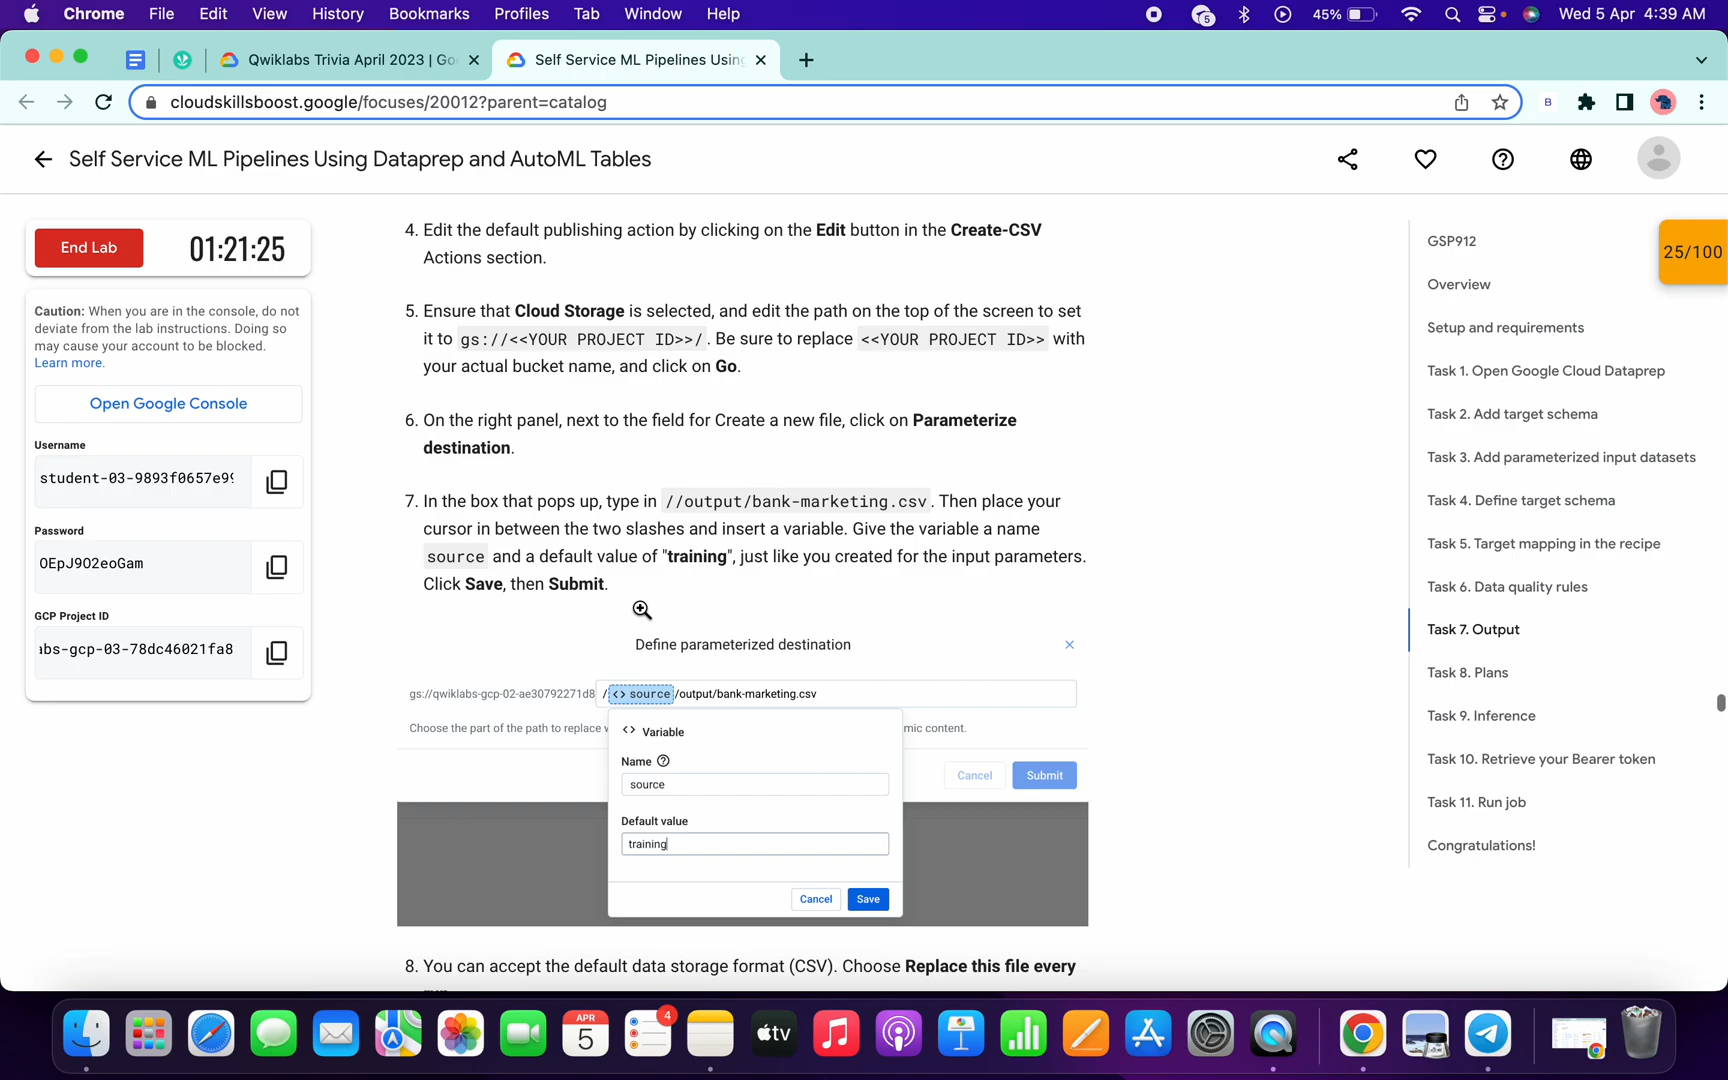 Chrome File Edit View History Bookmarks Profiles Tab Window Help 5 45% Wed 5 Apr 4:39 AM
Qwiklabs Trivia April 2023 | Go
Self Service ML Pipelines Using
cloudskillsboost.google/focuses/20012?parent=catalog
B
Self Service ML Pipelines Using Dataprep and AutoML Tables
End Lab 01:21:25
Caution: When you are in the console, do not
deviate from the lab instructions. Doing so
may cause your account to be blocked.
Learn more.
Open Google Console
Username
student-03-9893f0657e99
Password
OEpJ9O2eoGam
GCP Project ID
abs-gcp-03-78dc46021fa8
4. Edit the default publishing action by clicking on the Edit button in the Create-CSV
Actions section.
5. Ensure that Cloud Storage is selected, and edit the path on the top of the screen to set
it to gs://<<YOUR PROJECT ID>>/. Be sure to replace <<YOUR PROJECT ID>> with
your actual bucket name, and click on Go.
6. On the right panel, next to the field for Create a new file, click on Parameterize
destination.
7. In the box that pops up, type in //output/bank-marketing.csv. Then place your
cursor in between the two slashes and insert a variable. Give the variable a name
source and a default value of "training", just like you created for the input parameters.
Click Save, then Submit.
Define parameterized destination
gs://qwiklabs-gcp-02-ae30792271d8 / <> source /output/bank-marketing.csv
Choose the part of the path to replace mic content.
<> Variable
Name
source
Cancel Submit
Default value
training
Cancel Save
8. You can accept the default data storage format (CSV). Choose Replace this file every
GSP912
Overview
Setup and requirements
Task 1. Open Google Cloud Dataprep
Task 2. Add target schema
Task 3. Add parameterized input datasets
Task 4. Define target schema
Task 5. Target mapping in the recipe
Task 6. Data quality rules
Task 7. Output
Task 8. Plans
Task 9. Inference
Task 10. Retrieve your Bearer token
Task 11. Run job
Congratulations!
25/100
APR
5
4
tv